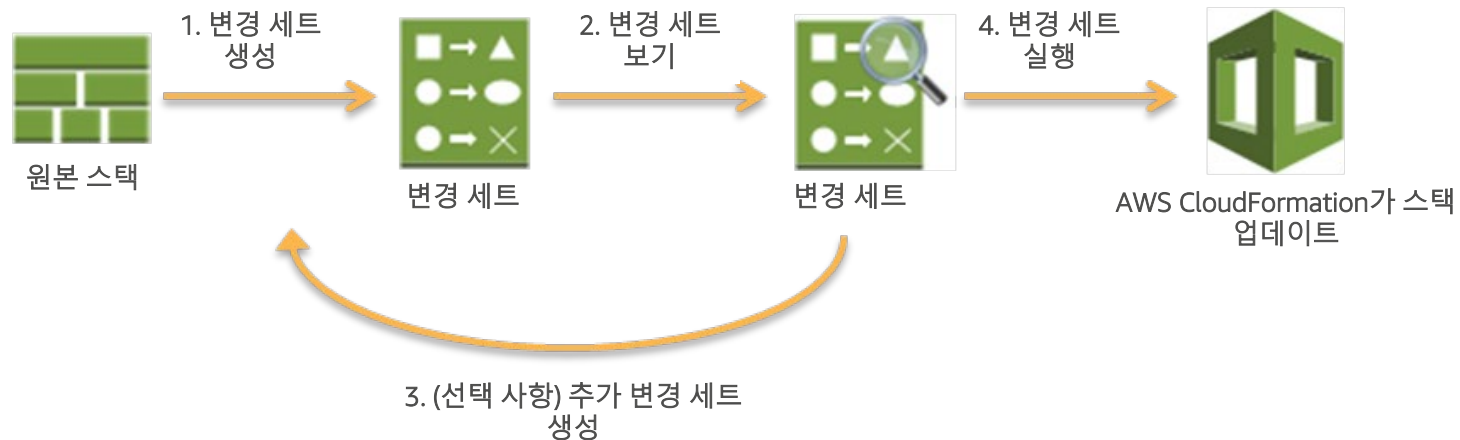 1. 변경 세트
생성
2. 변경 세트
보기
4. 변경 세트
실행
원본 스택
변경 세트
변경 세트
AWS CloudFormation가 스택
업데이트
3. (선택 사항) 추가 변경 세트
생성